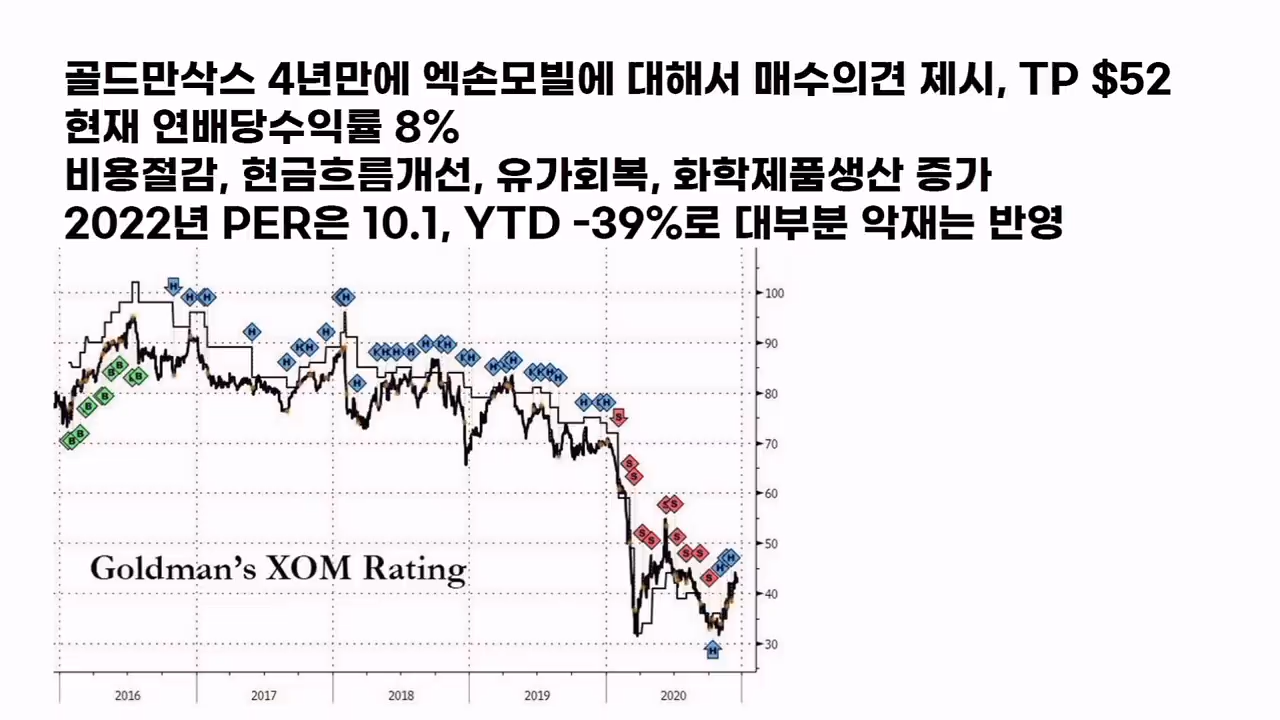 골드만삭스 4년만에 엑손모빌에 대해서 매수의견 제시, TP $52
현재 연배당수익률 8%
비용절감, 현금흐름개선, 유가회복, 화학제품생산 증가
2022년 PER은 10.1, YTD -39%로 대부분 악재는 반영
100
90
80
70
60
50
40
30
Goldman's XOM Rating
2016 2017 2018 2019 2020